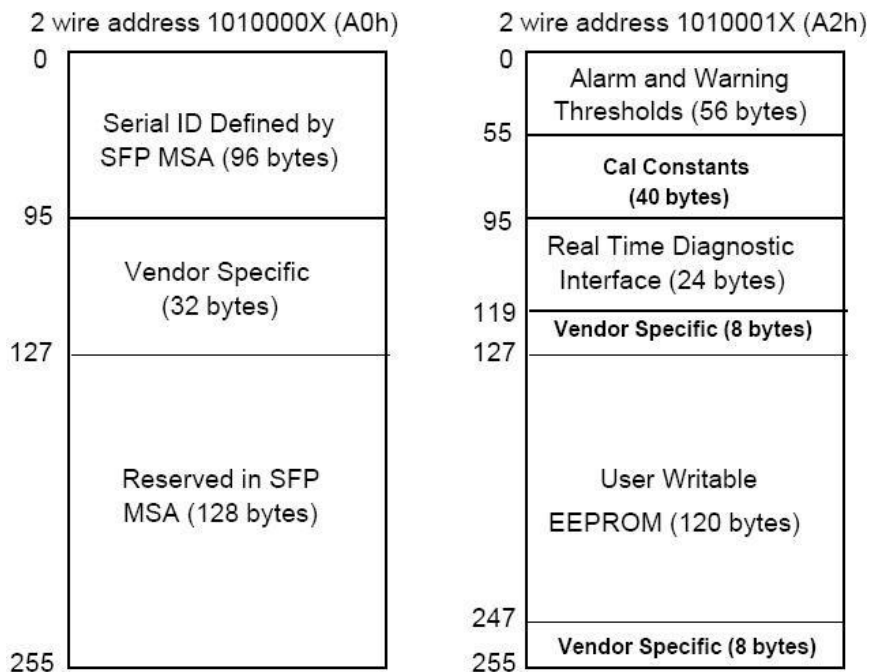 2 wire address 1010000X (A0h)
0
Serial ID Defined by
SFP MSA (96 bytes)
95
Vendor Specific
(32 bytes)
127
Reserved in SFP
MSA (128 bytes)
255
2 wire address 1010001X (A2h)
0
Alarm and Warning
Thresholds (56 bytes)
55
Cal Constants
(40 bytes)
95
Real Time Diagnostic
Interface (24 bytes)
119
Vendor Specific (8 bytes)
127
User Writable
EEPROM (120 bytes)
247
Vendor Specific (8 bytes)
255